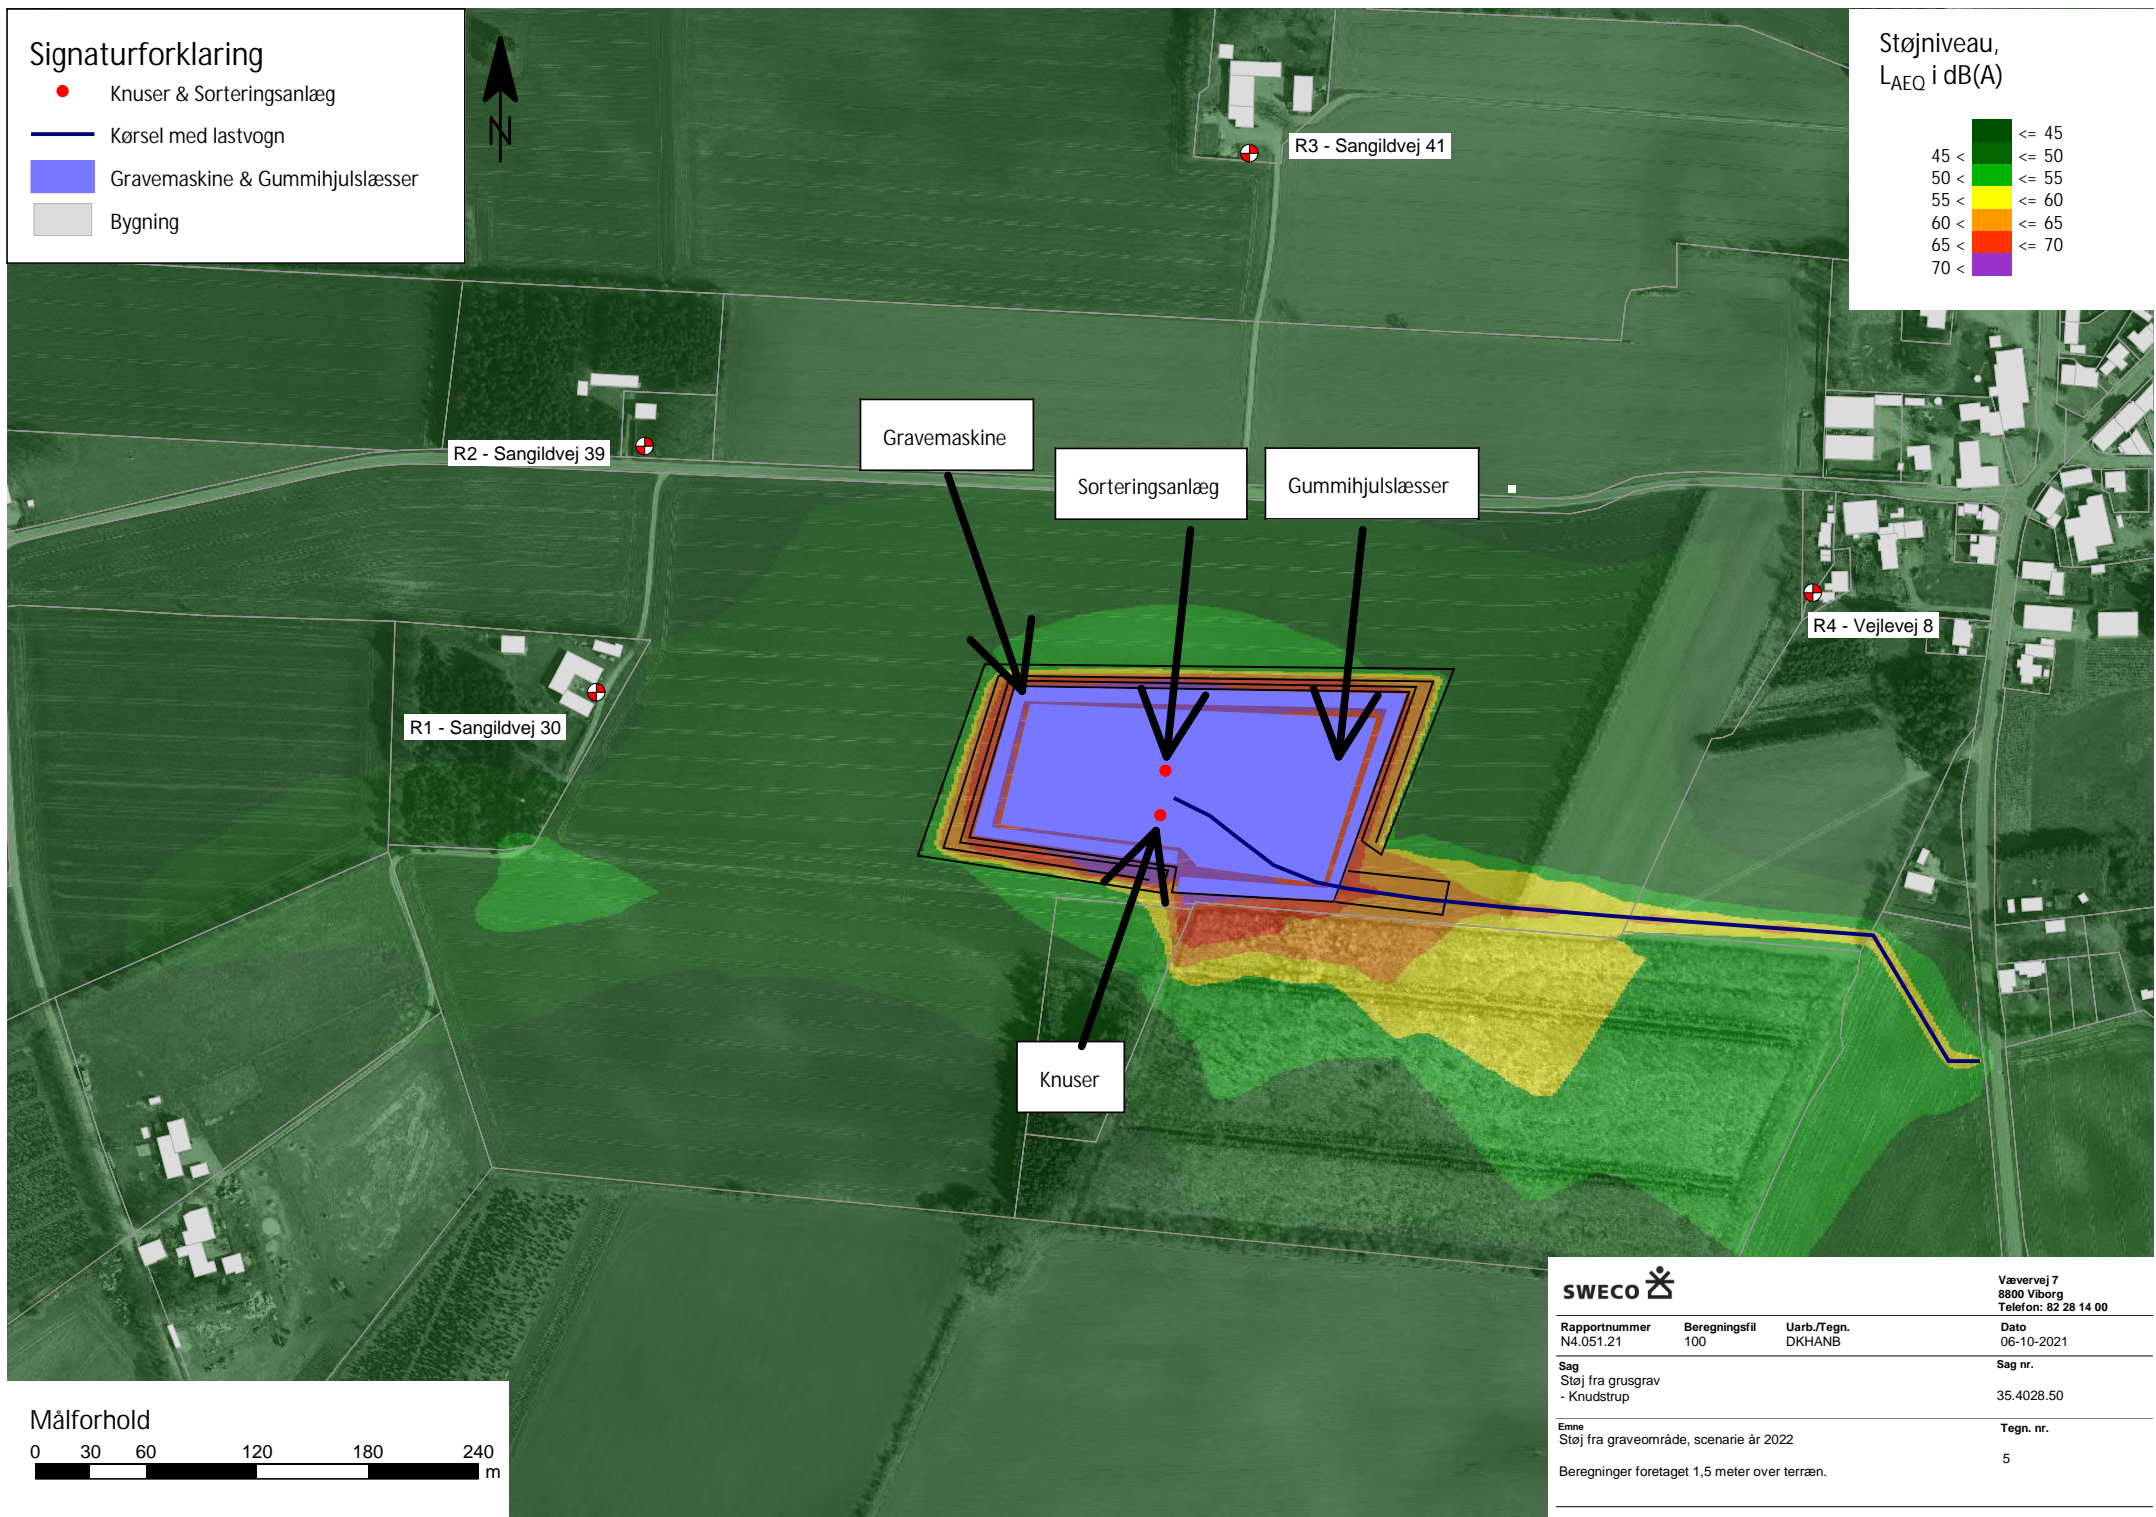 Signaturforklaring
Knuser & Sorteringsanlæg
Kørsel med lastvogn
Gravemaskine & Gummihjulslæsser
Bygning
N
Støjniveau,
LAEQ i dB(A)
<= 45
45 < <= 50
50 < <= 55
55 < <= 60
60 < <= 65
65 < <= 70
70 <
R3 - Sangildvej 41
R2 - Sangildvej 39
Gravemaskine
Sorteringsanlæg
Gummihjulslæsser
R4 - Vejlevej 8
R1 - Sangildvej 30
Knuser
Målforhold
0 30 60 120 180 240
m
SWECO
Vævervej 7
8800 Viborg
Telefon: 82 28 14 00
Rapportnummer Beregningsfil Uarb./Tegn. Dato
N4.051.21 100 DKHANB 06-10-2021
Sag Sag nr.
Støj fra grusgrav
- Knudstrup 35.4028.50
Emne Tegn. nr.
Støj fra graveområde, scenarie år 2022
5
Beregninger foretaget 1,5 meter over terræn.